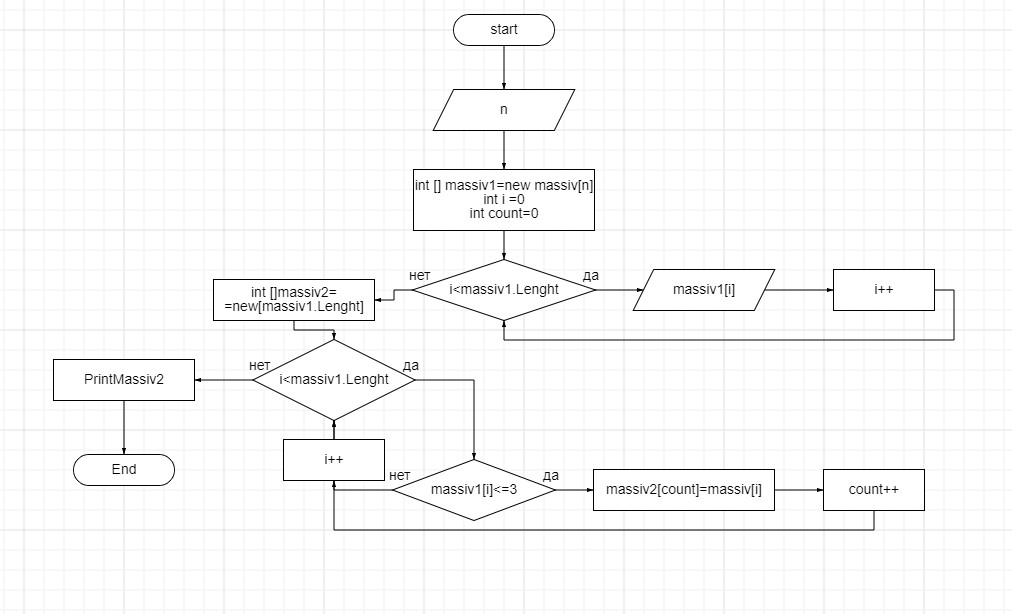 start
n
int [] massiv1=new massiv[n]
int i =0
int count=0
нет
i<massiv1.Lenght
да
massiv1[i]
i++
int []massiv2=
=new[massiv1.Lenght]
нет
i<massiv1.Lenght
да
PrintMassiv2
End
i++
нет
massiv1[i]<=3
да
massiv2[count]=massiv[i]
count++